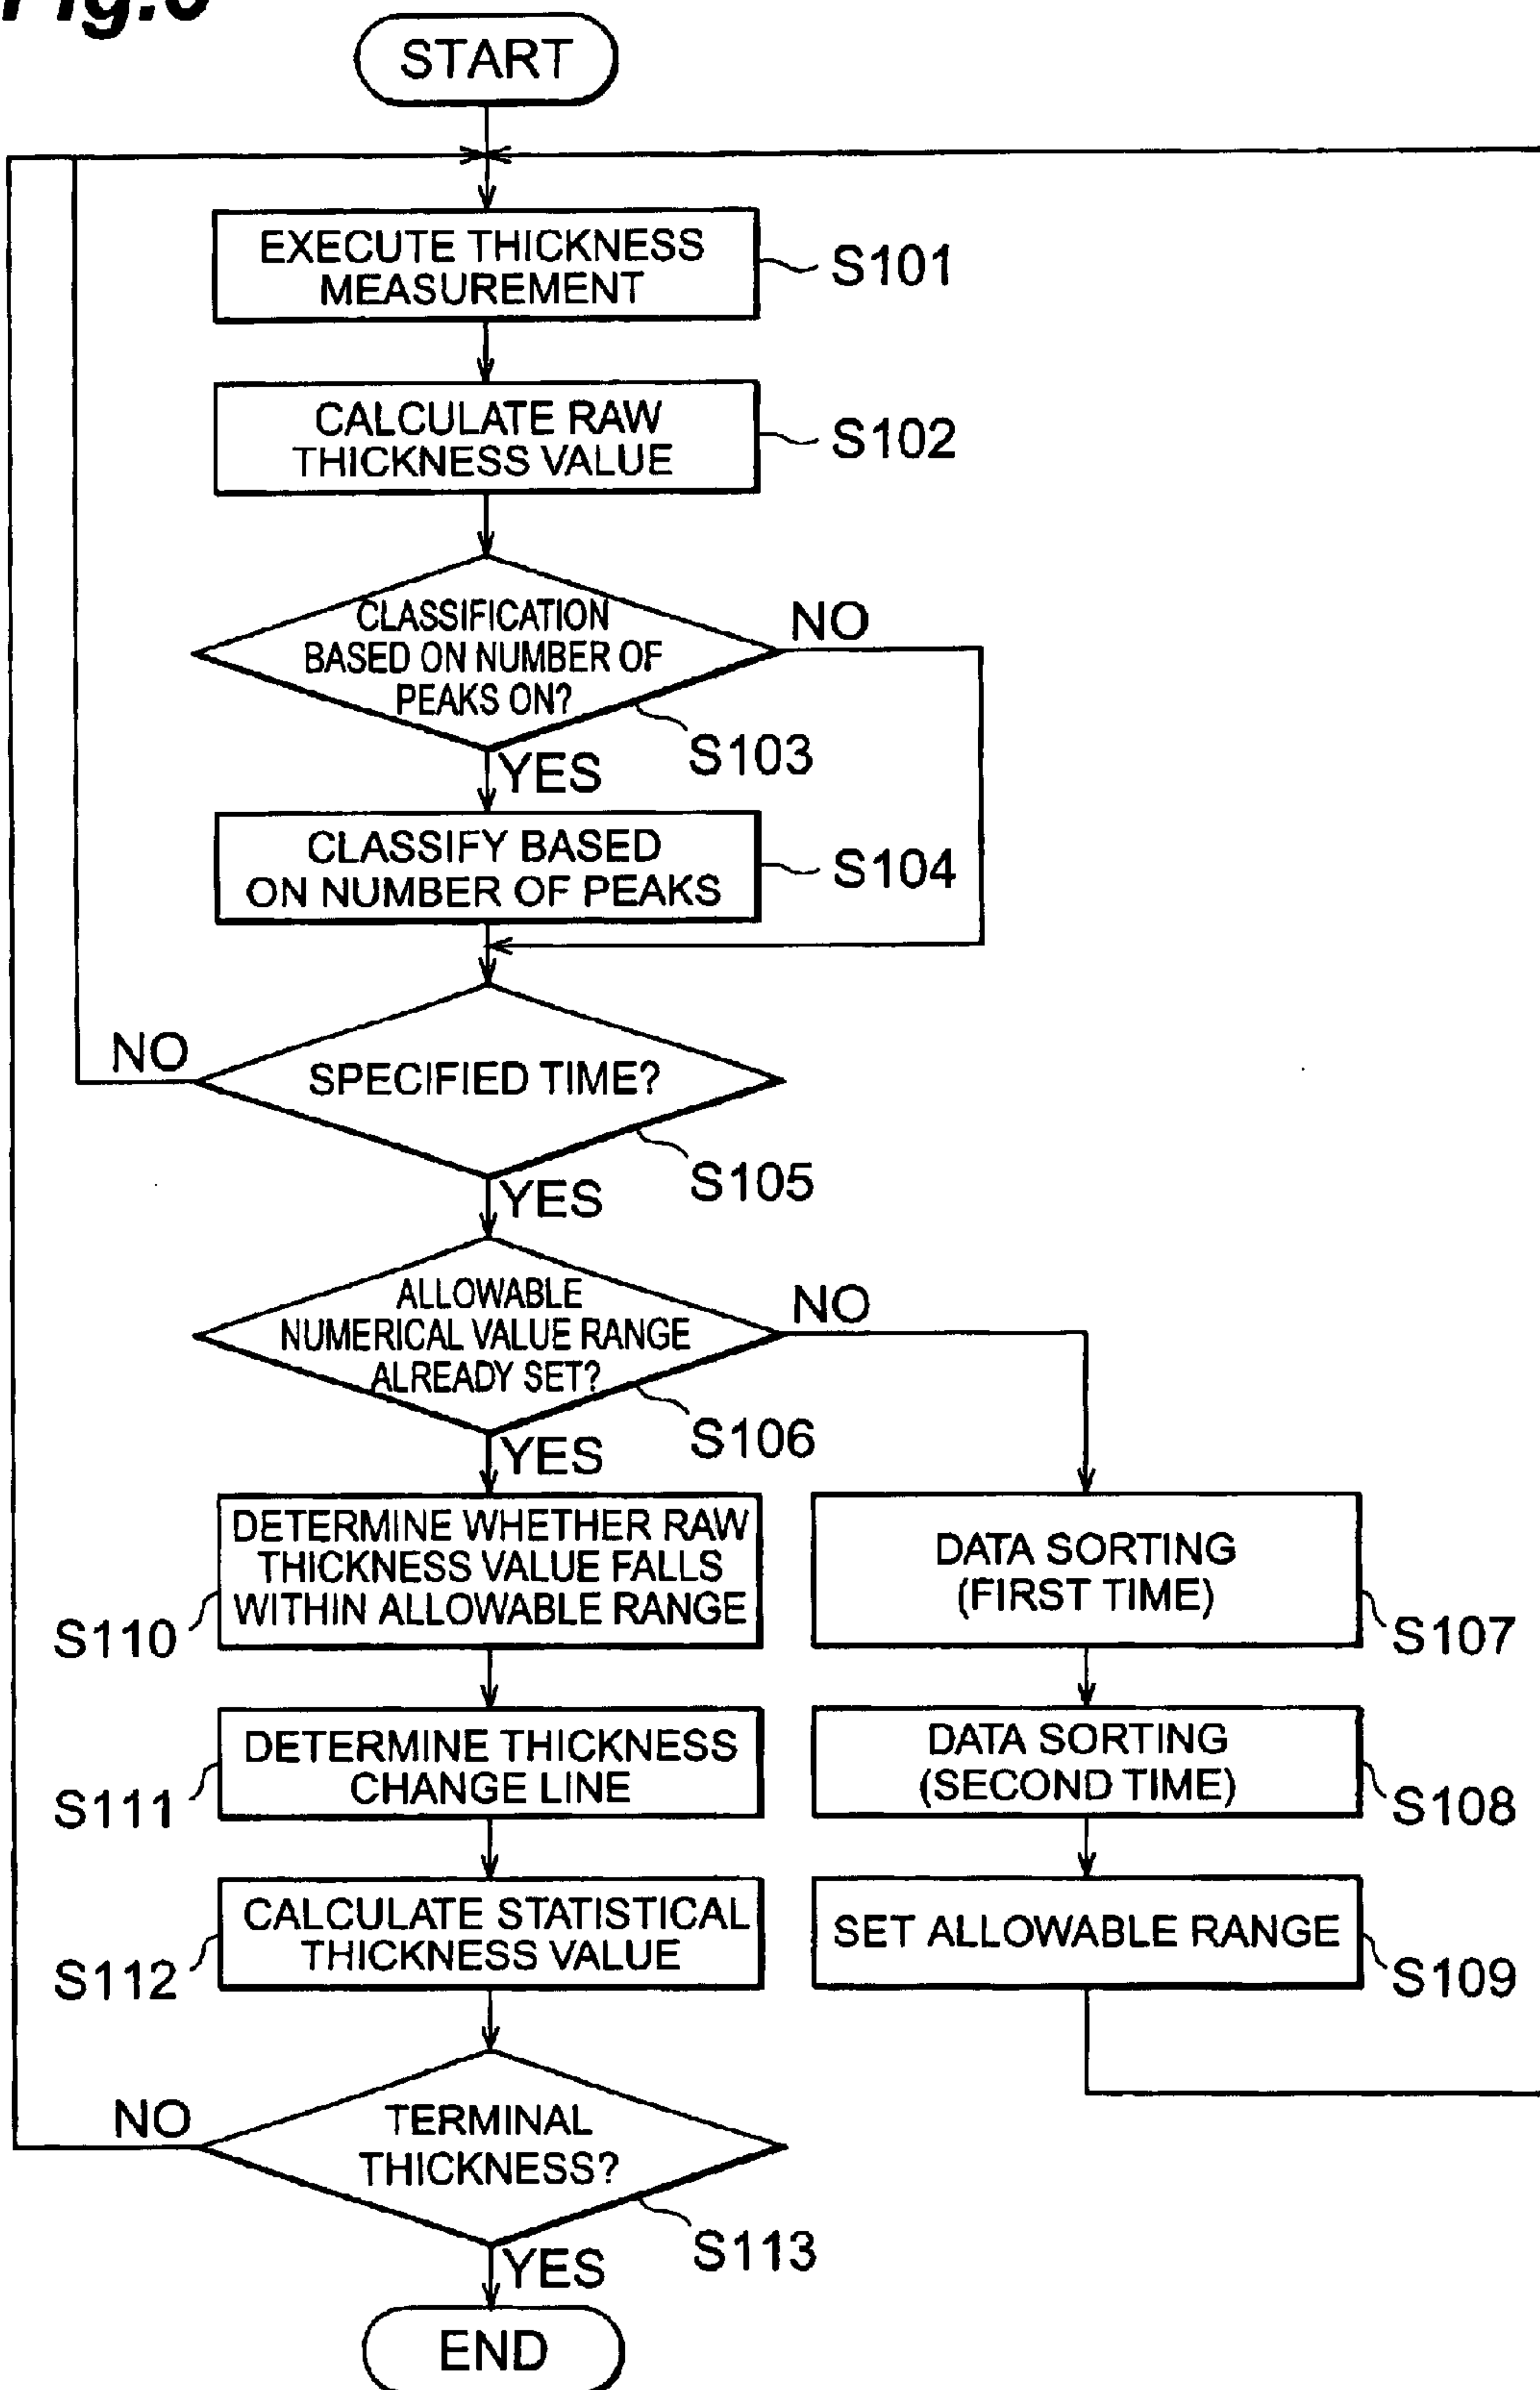 START
EXECUTE THICKNESS
MEASUREMENT
S101
CALCULATE RAW
THICKNESS VALUE
S102
CLASSIFICATION
BASED ON NUMBER OF
PEAKS ON?
NO
S103
YES
CLASSIFY BASED
ON NUMBER OF PEAKS
S104
NO
SPECIFIED TIME?
S105
YES
ALLOWABLE
NUMERICAL VALUE RANGE
ALREADY SET?
NO
S106
YES
DETERMINE WHETHER RAW
THICKNESS VALUE FALLS
WITHIN ALLOWABLE RANGE
S110
DATA SORTING
(FIRST TIME)
S107
DETERMINE THICKNESS
CHANGE LINE
S111
DATA SORTING
(SECOND TIME)
S108
CALCULATE STATISTICAL
THICKNESS VALUE
S112
SET ALLOWABLE RANGE
S109
NO
TERMINAL
THICKNESS?
S113
YES
END